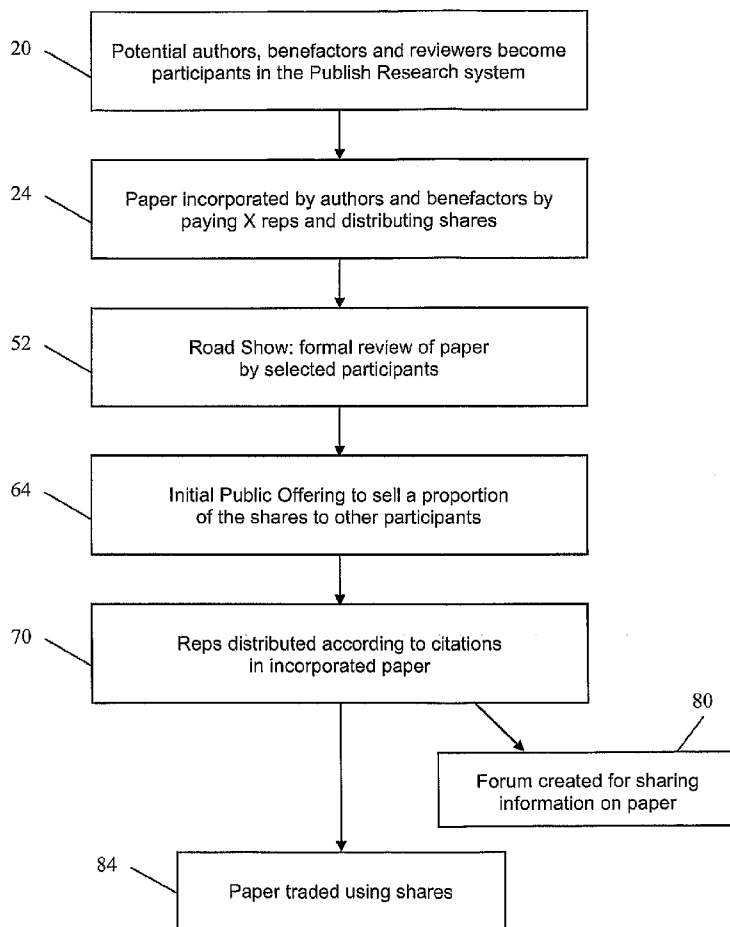 20
Potential authors, benefactors and reviewers become
participants in the Publish Research system
24
Paper incorporated by authors and benefactors by
paying X reps and distributing shares
52
Road Show: formal review of paper
by selected participants
64
Initial Public Offering to sell a proportion
of the shares to other participants
70
Reps distributed according to citations
in incorporated paper
80
Forum created for sharing
information on paper
84
Paper traded using shares